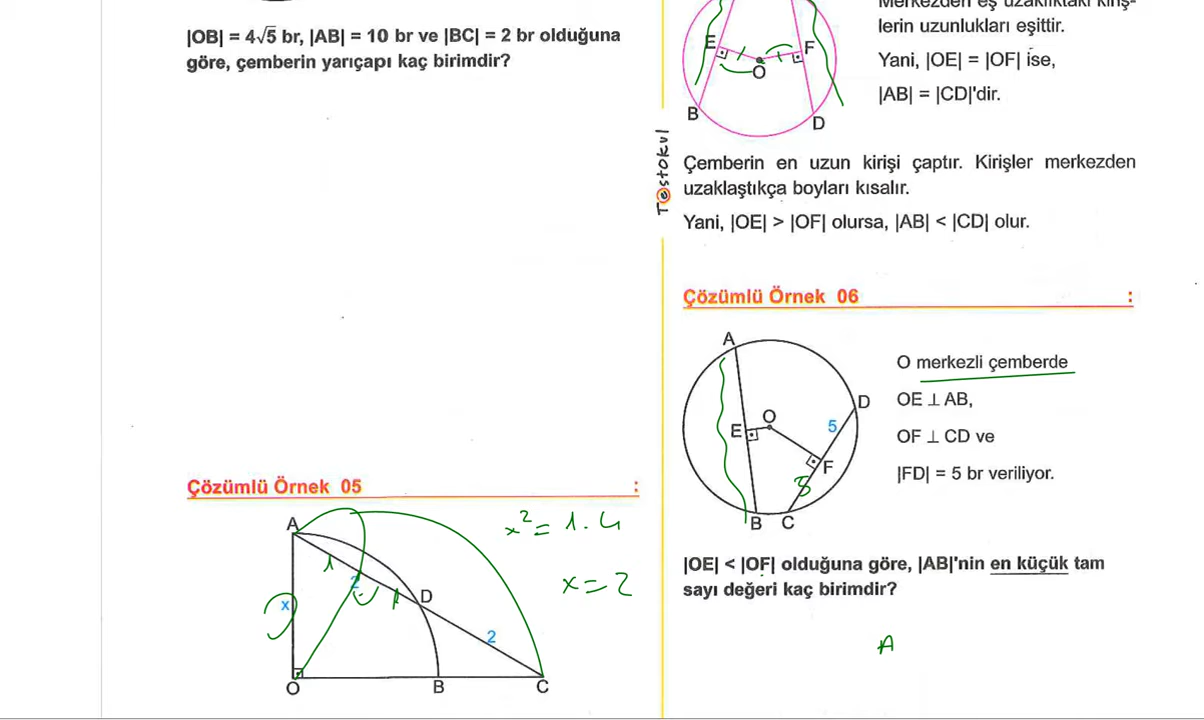 |OB| = 4√5 br, |AB| = 10 br ve |BC| = 2 br olduğuna
göre, çemberin yarıçapı kaç birimdir?
Çözümlü Örnek 05 :
A
x² = 1.4
x = 2
1
2
1
D
x
2
O
B
C
Testokul
Merkezden eş uzaklıktaki kiriş-
lerin uzunlukları eşittir.
Yani, |OE| = |OF| ise,
|AB| = |CD|'dir.
E
F
O
B
D
Çemberin en uzun kirişi çaptır. Kirişler merkezden
uzaklaştıkça boyları kısalır.
Yani, |OE| > |OF| olursa, |AB| < |CD| olur.
Çözümlü Örnek 06 :
A
D
O
5
E
F
5
B
C
O merkezli çemberde
OE ⊥ AB,
OF ⊥ CD ve
|FD| = 5 br veriliyor.
|OE| < |OF| olduğuna göre, |AB|'nin en küçük tam
sayı değeri kaç birimdir?
A